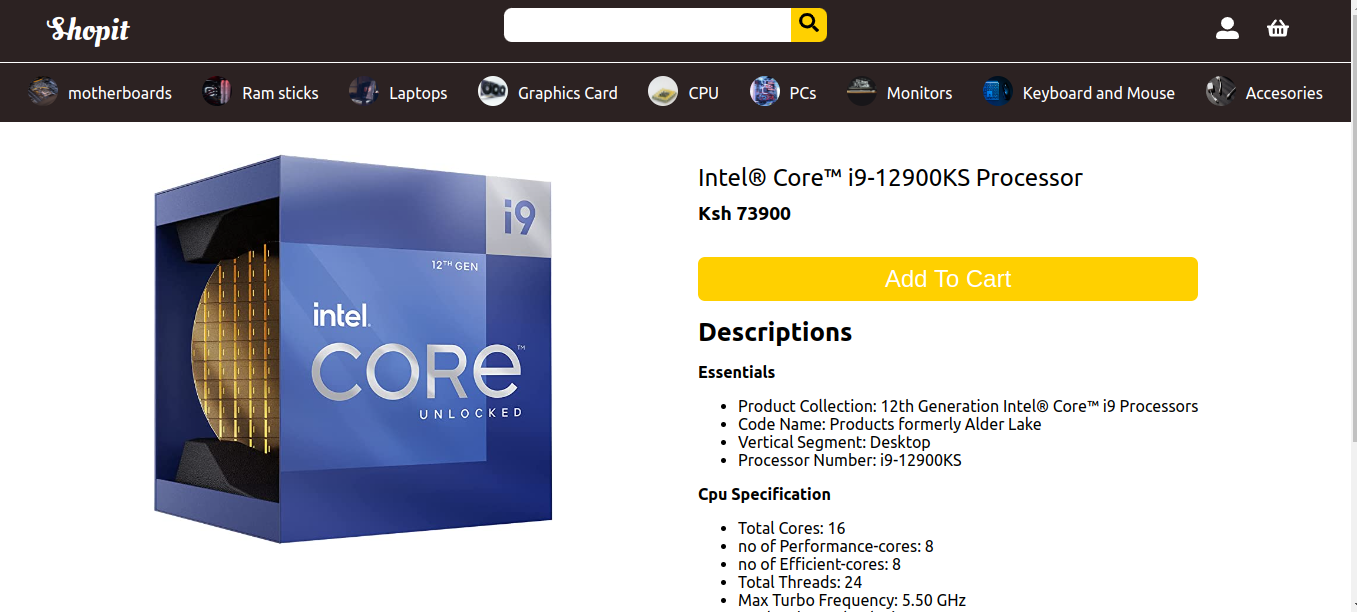 Shopit
motherboards
Ram sticks
Laptops
Graphics Card
CPU
PCs
Monitors
Keyboard and Mouse
Accesories
i9
12TH GEN
intel.
CORE™
UNLOCKED
Intel® Core™ i9-12900KS Processor
Ksh 73900
Add To Cart
Descriptions
Essentials
• Product Collection: 12th Generation Intel® Core™ i9 Processors
• Code Name: Products formerly Alder Lake
• Vertical Segment: Desktop
• Processor Number: i9-12900KS
Cpu Specification
• Total Cores: 16
• no of Performance-cores: 8
• no of Efficient-cores: 8
• Total Threads: 24
• Max Turbo Frequency: 5.50 GHz